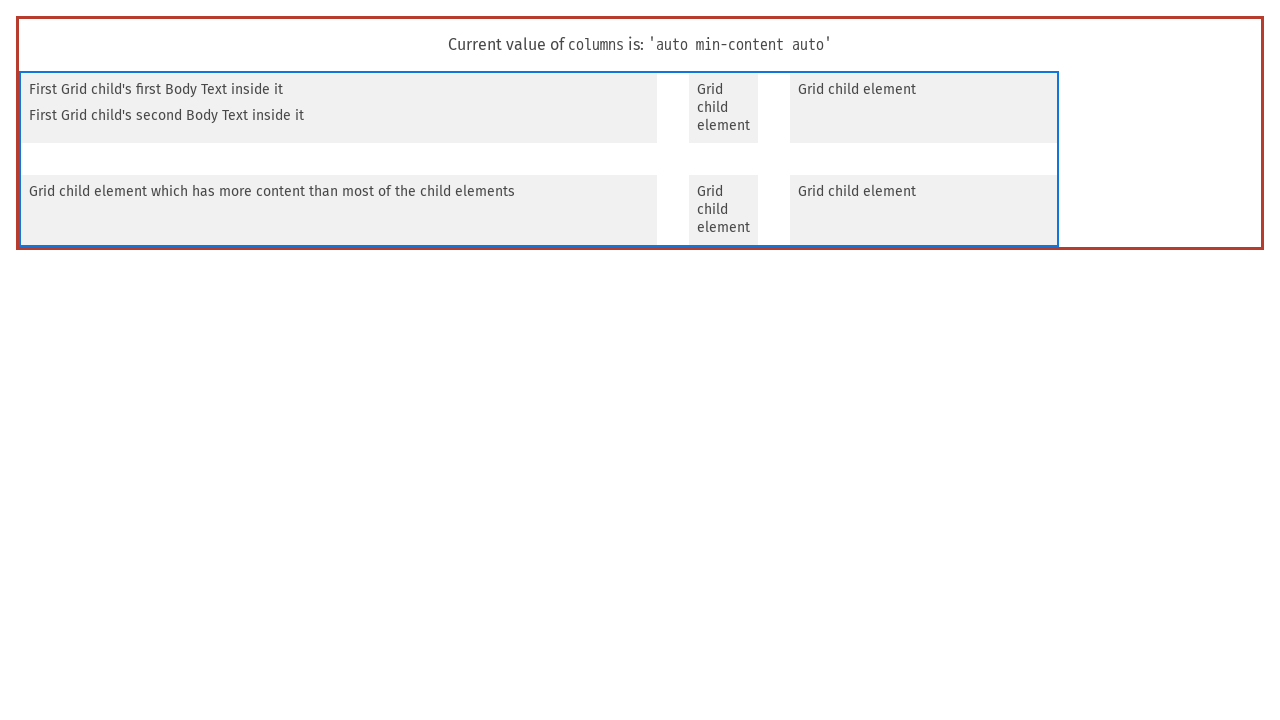 Current value of columns is: 'auto min-content auto'
First Grid child's first Body Text inside it
First Grid child's second Body Text inside it
Grid
child
element
Grid child element
Grid child element which has more content than most of the child elements
Grid
child
element
Grid child element